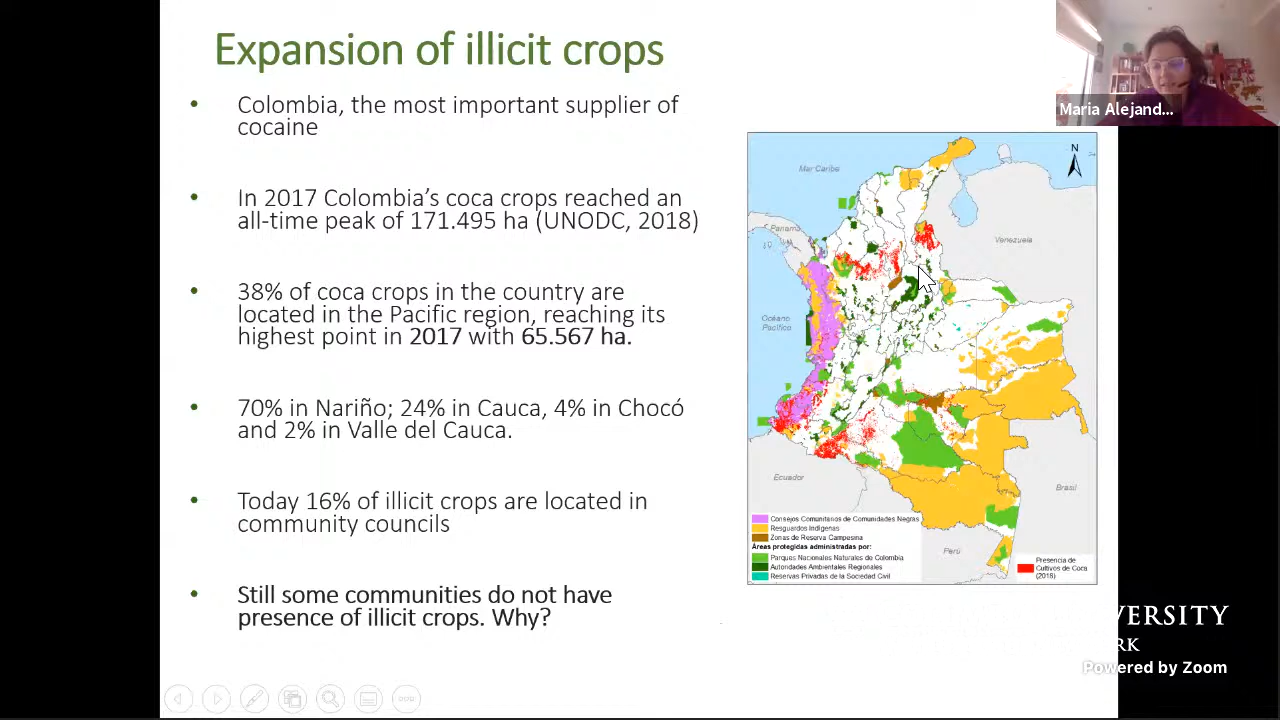 Expansion of illicit crops
• Colombia, the most important supplier of
cocaine
• In 2017 Colombia's coca crops reached an
all-time peak of 171.495 ha (UNODC, 2018)
• 38% of coca crops in the country are
located in the Pacific region, reaching its
highest point in 2017 with 65.567 ha.
• 70% in Nariño; 24% in Cauca, 4% in Chocó
and 2% in Valle del Cauca.
• Today 16% of illicit crops are located in
community councils
• Still some communities do not have
presence of illicit crops. Why?
Maria Alejand...
N
Mar Caribe
Panamá
Venezuela
Océano
Pacífico
Ecuador
Brasil
Perú
Consejos Comunitarios de Comunidades Negras
Resguardos Indígenas
Zonas de Reserva Campesina
Áreas protegidas administradas por:
Parques Nacionales Naturales de Colombia
Autoridades Ambientales Regionales
Reservas Privadas de la Sociedad Civil
Presencia de
Cultivos de Coca
(2018)
VERSITY
RK
Powered by Zoom